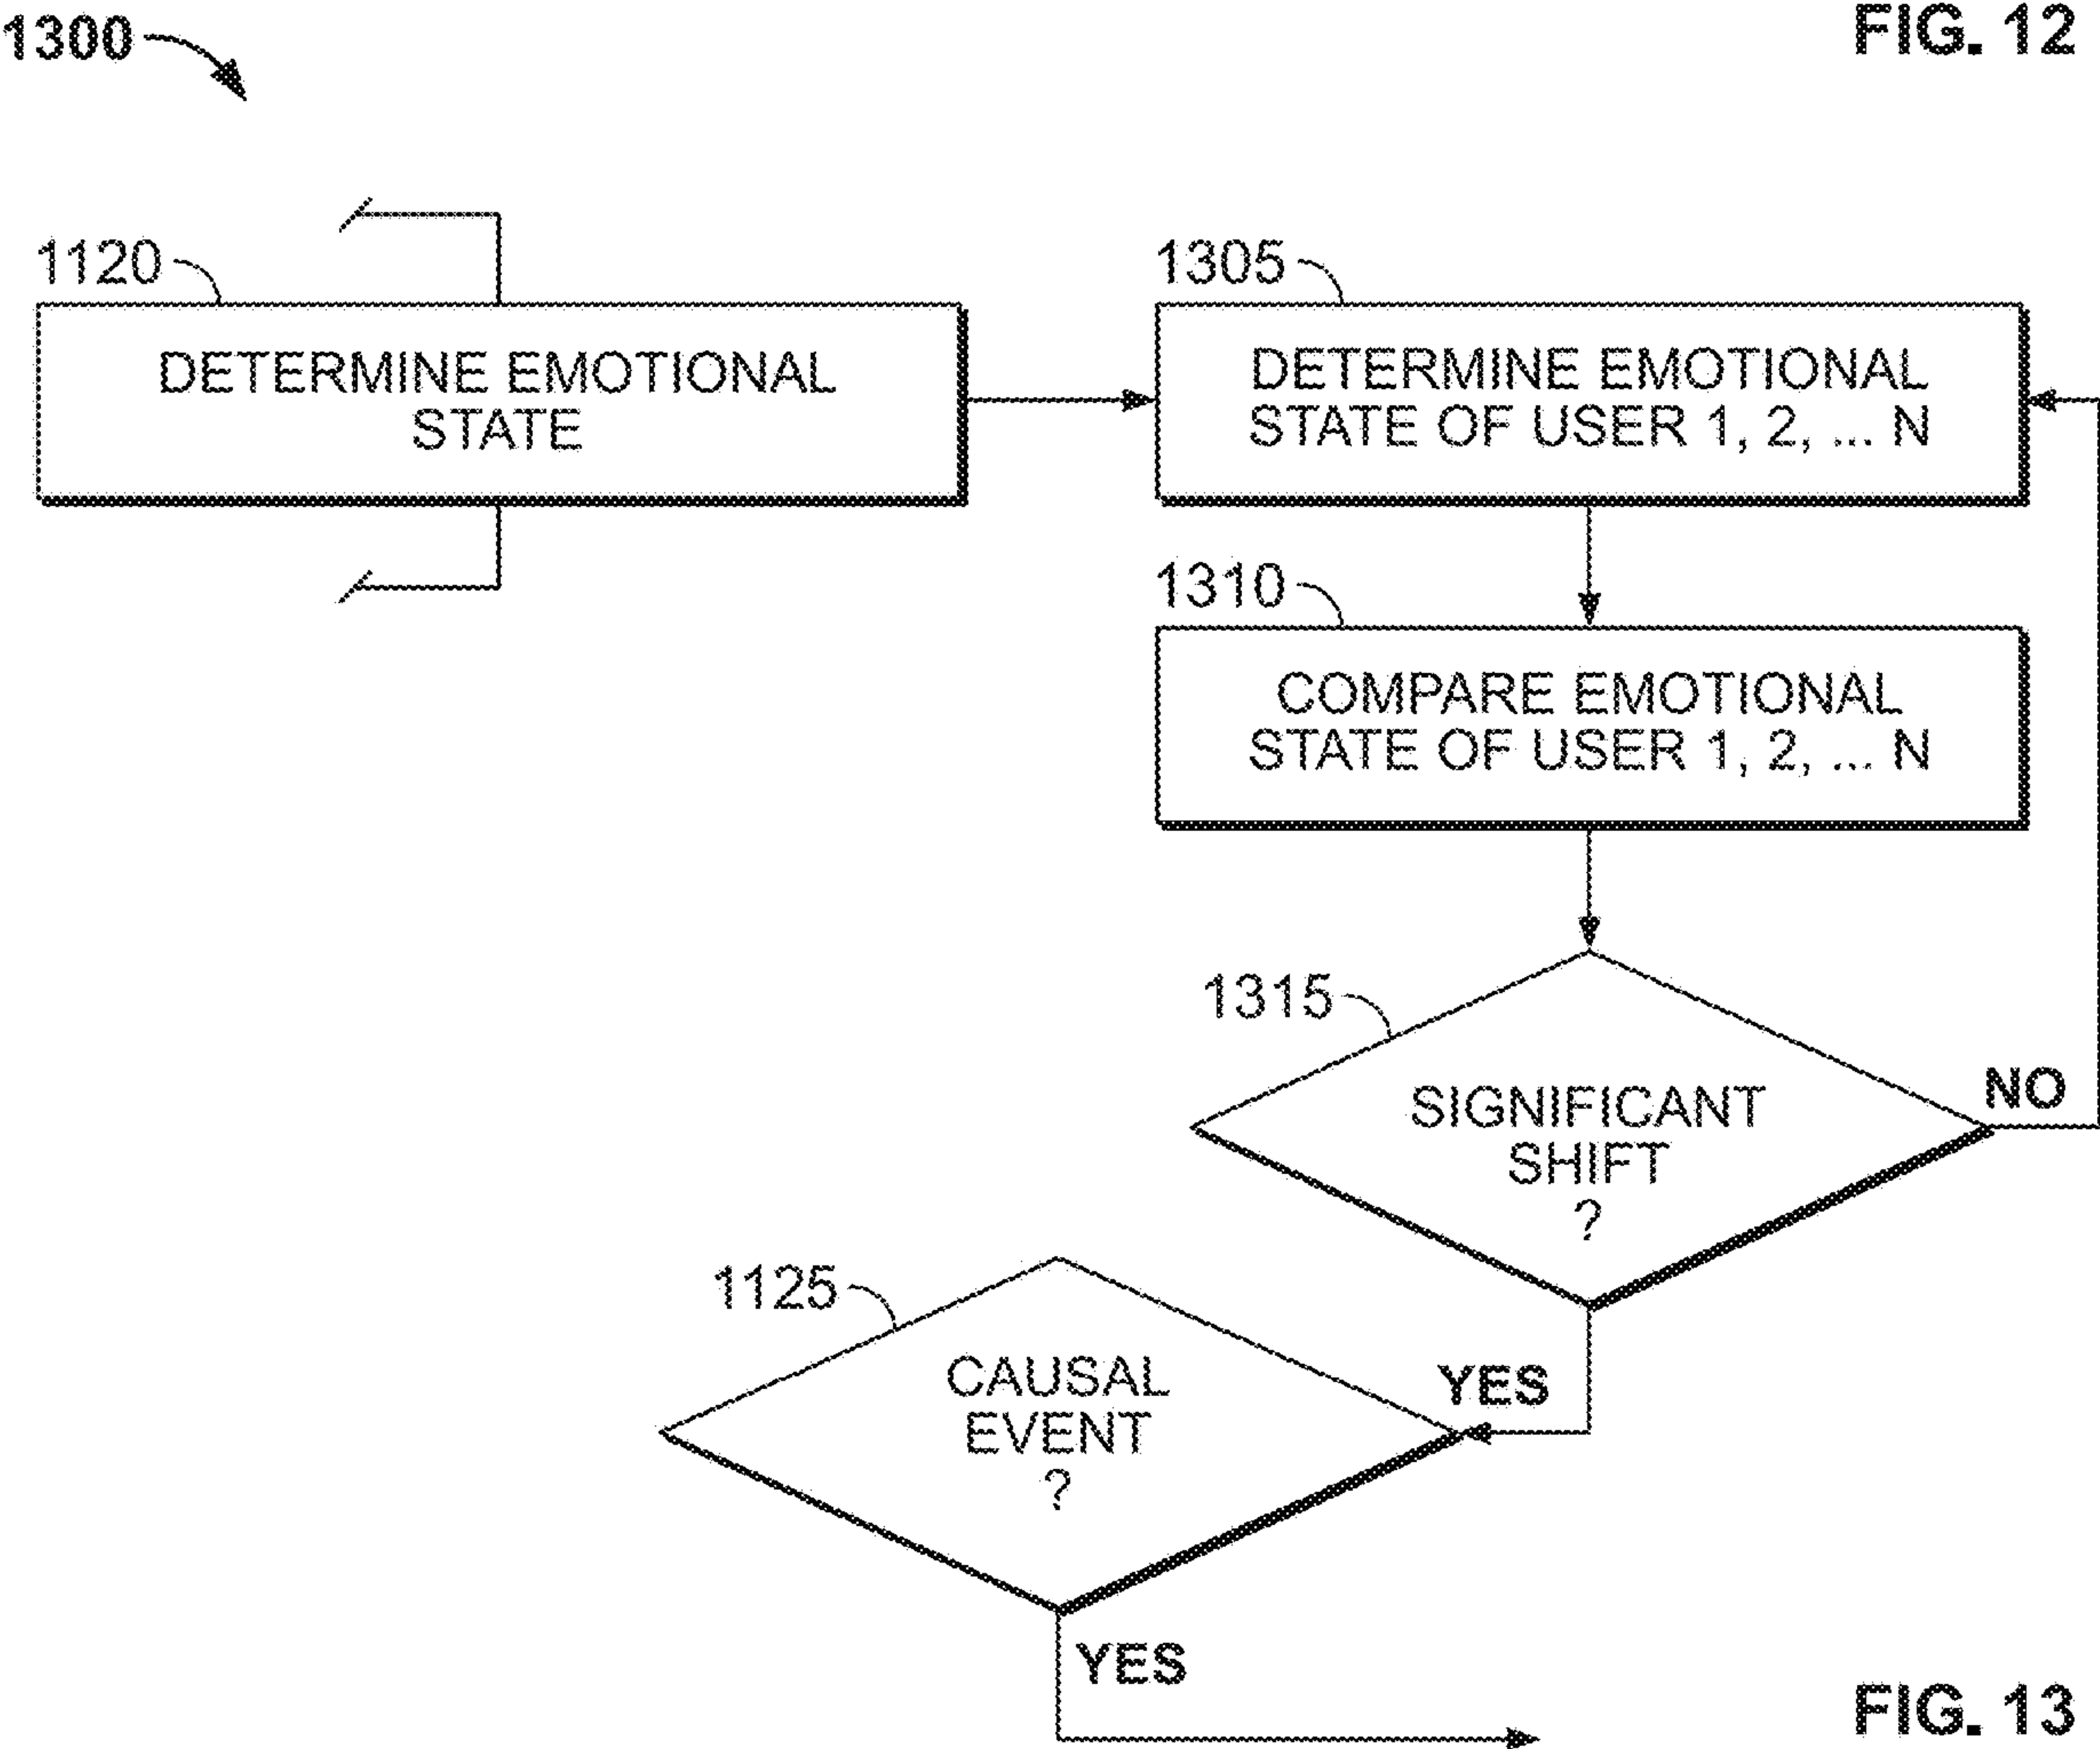 1300
FIG. 12
1120
DETERMINE EMOTIONAL
STATE
1305
DETERMINE EMOTIONAL
STATE OF USER 1, 2, ... N
1310
COMPARE EMOTIONAL
STATE OF USER 1, 2, ... N
1315
SIGNIFICANT
SHIFT
?
NO
YES
1125
CAUSAL
EVENT
?
YES
FIG. 13